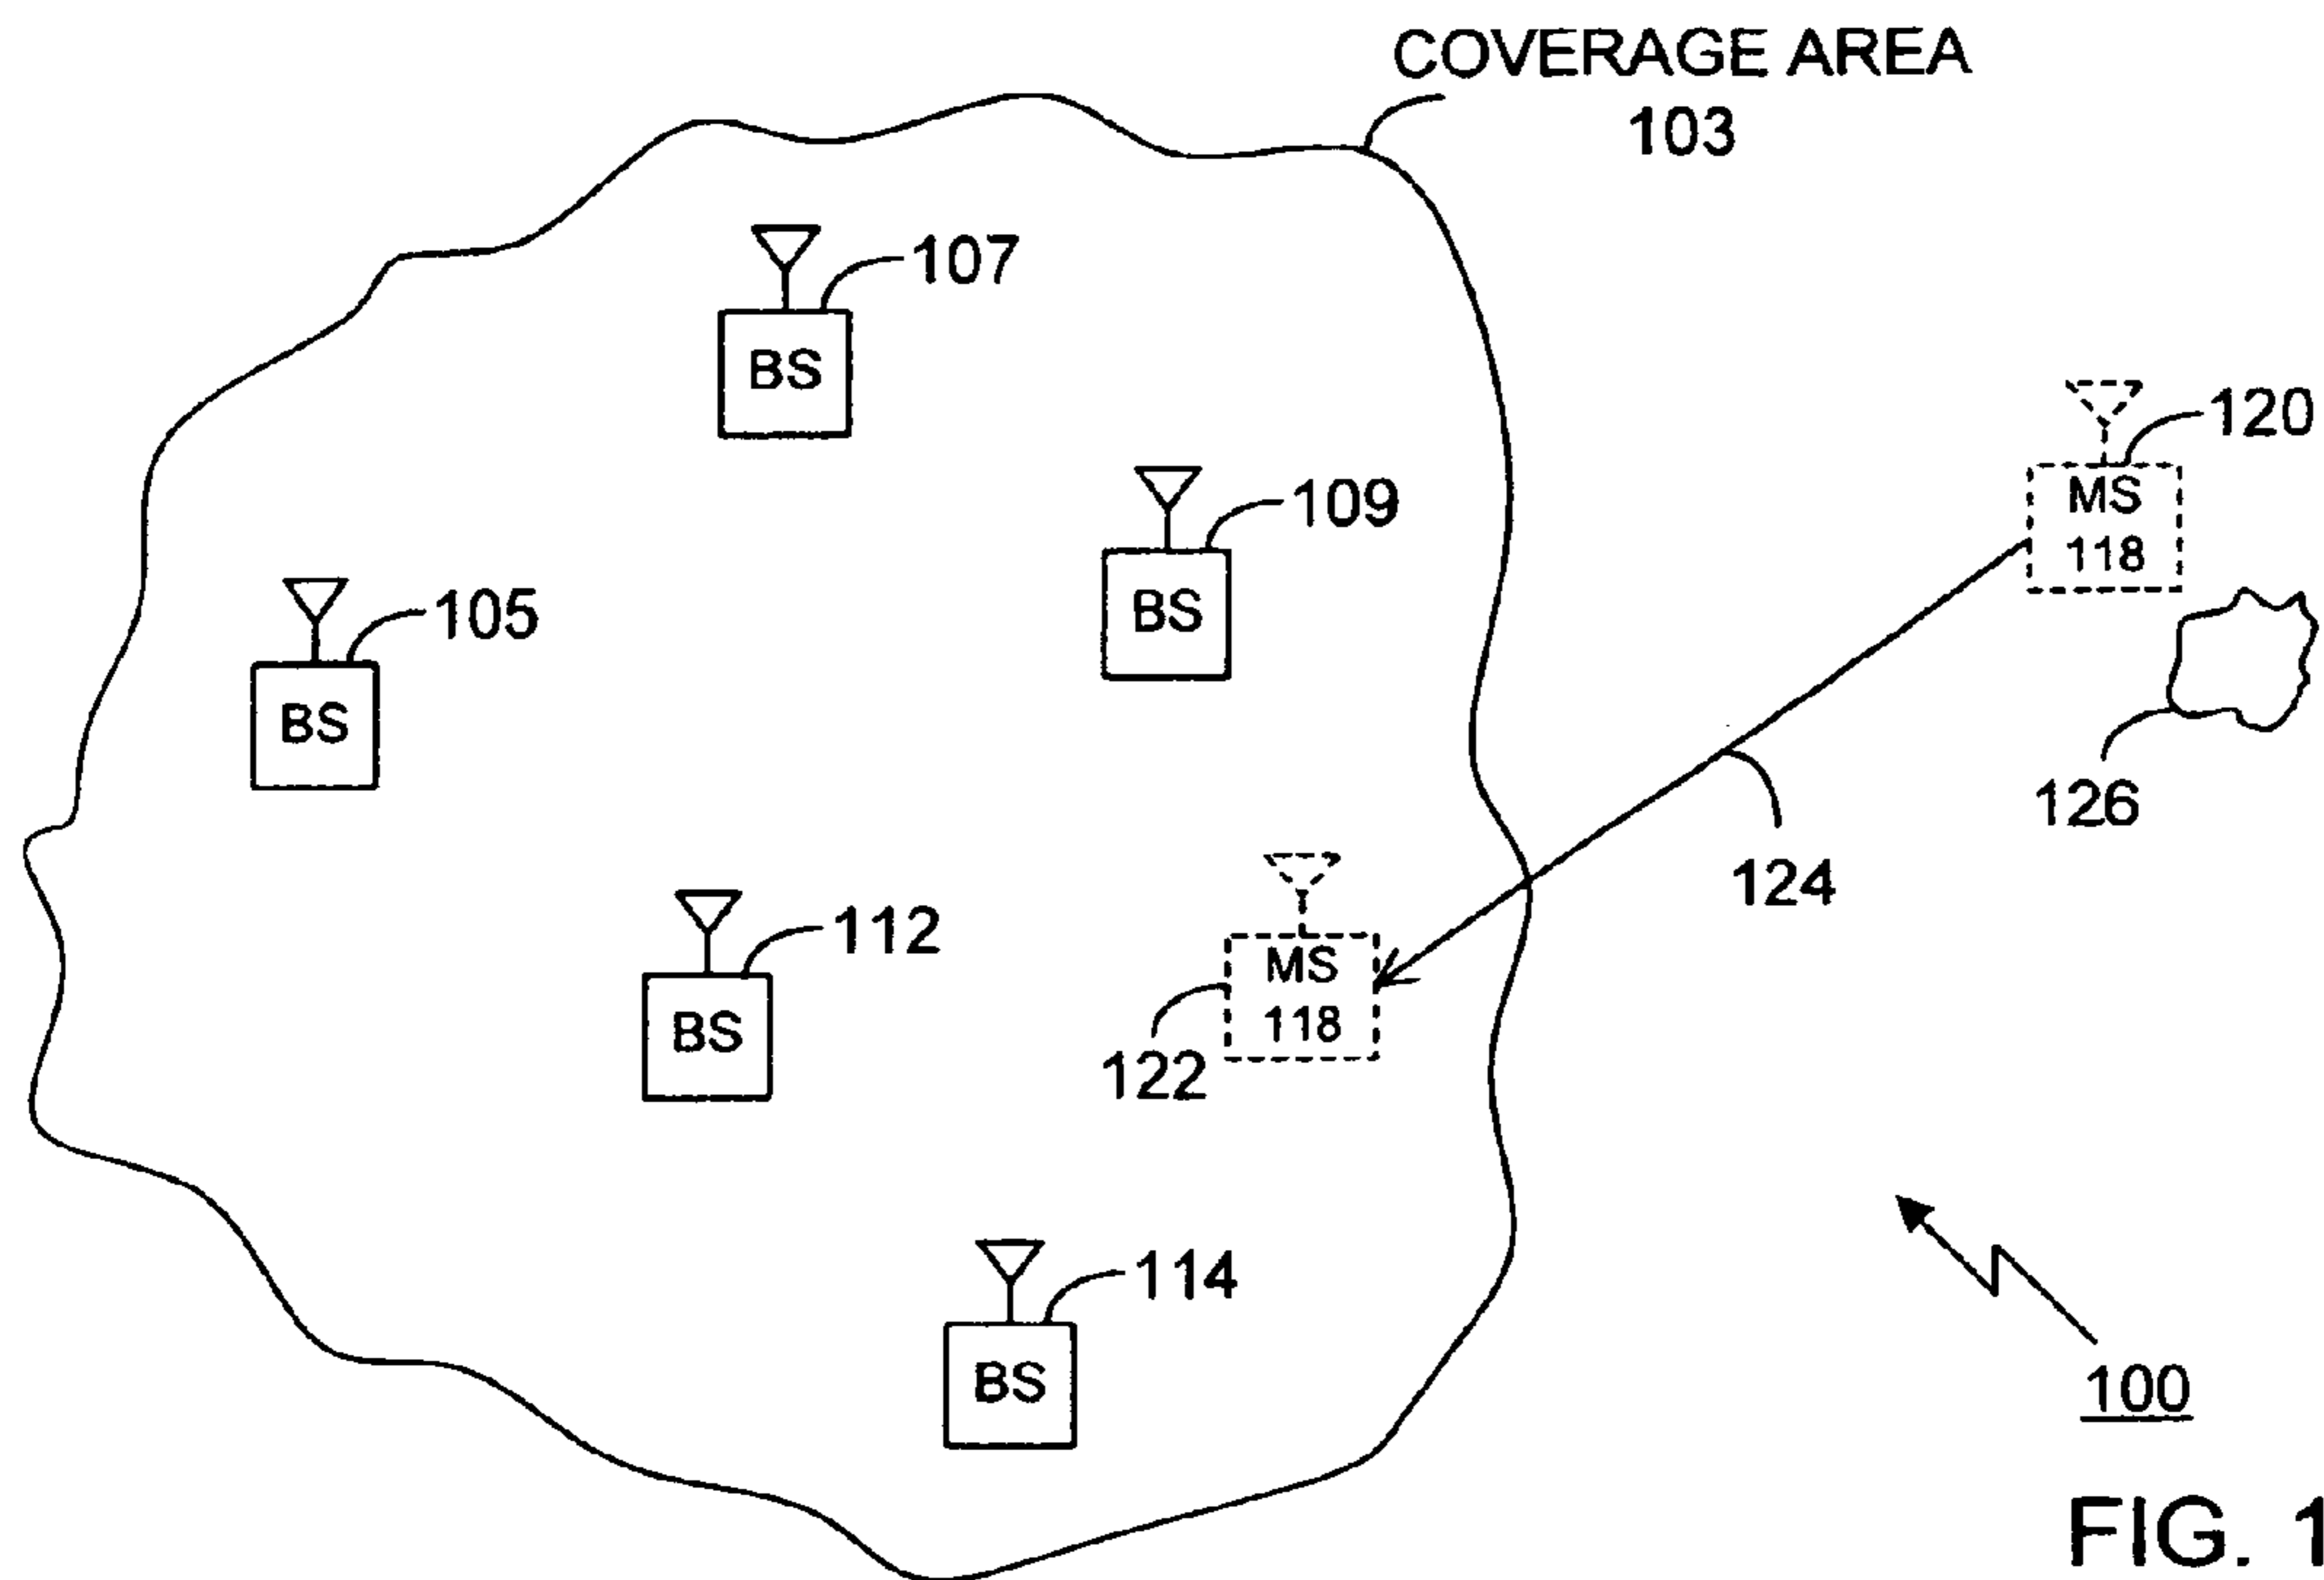 COVERAGE AREA
103
107
BS
120
MS
118
109
BS
105
BS
126
124
112
BS
MS
118
122
114
BS
100
FIG. 1